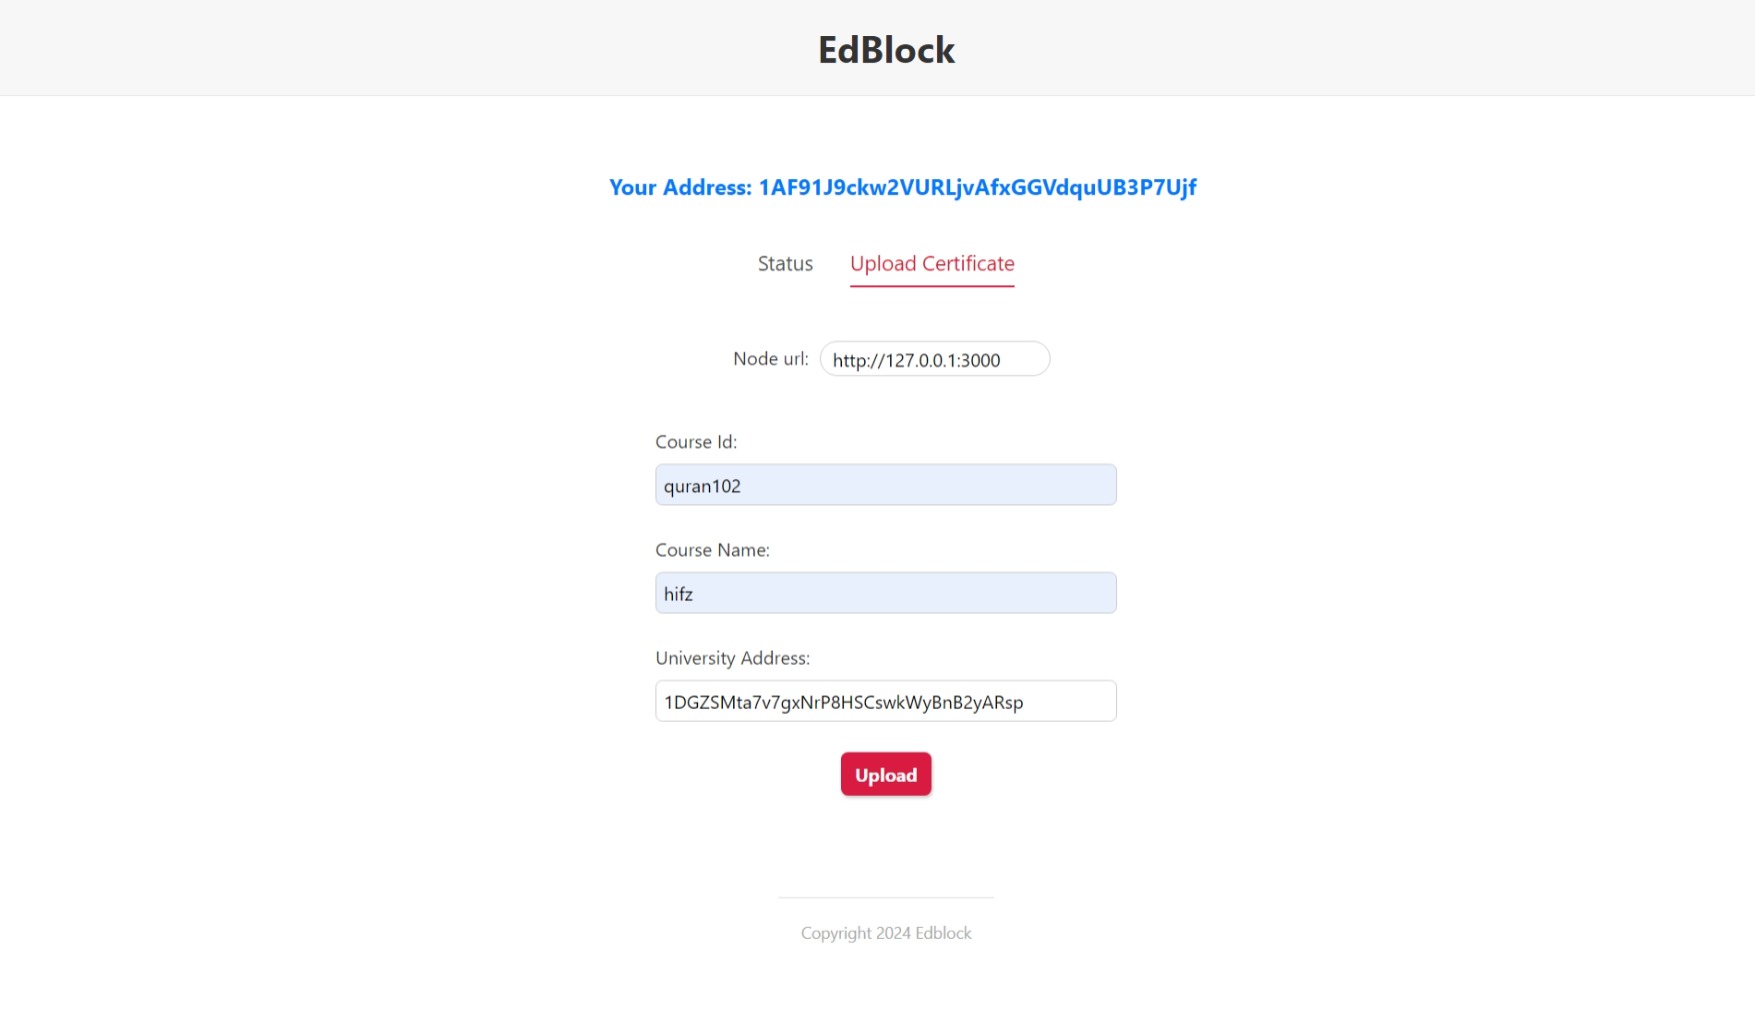 EdBlock
Your Address: 1AF91J9ckw2VURLjvAfxGGVdquUB3P7Ujf
Status Upload Certificate
Node url: http://127.0.0.1:3000
Course Id:
quran102
Course Name:
hifz
University Address:
1DGZSMta7v7gxNrP8HSCswkWyBnB2yARsp
Upload
Copyright 2024 Edblock